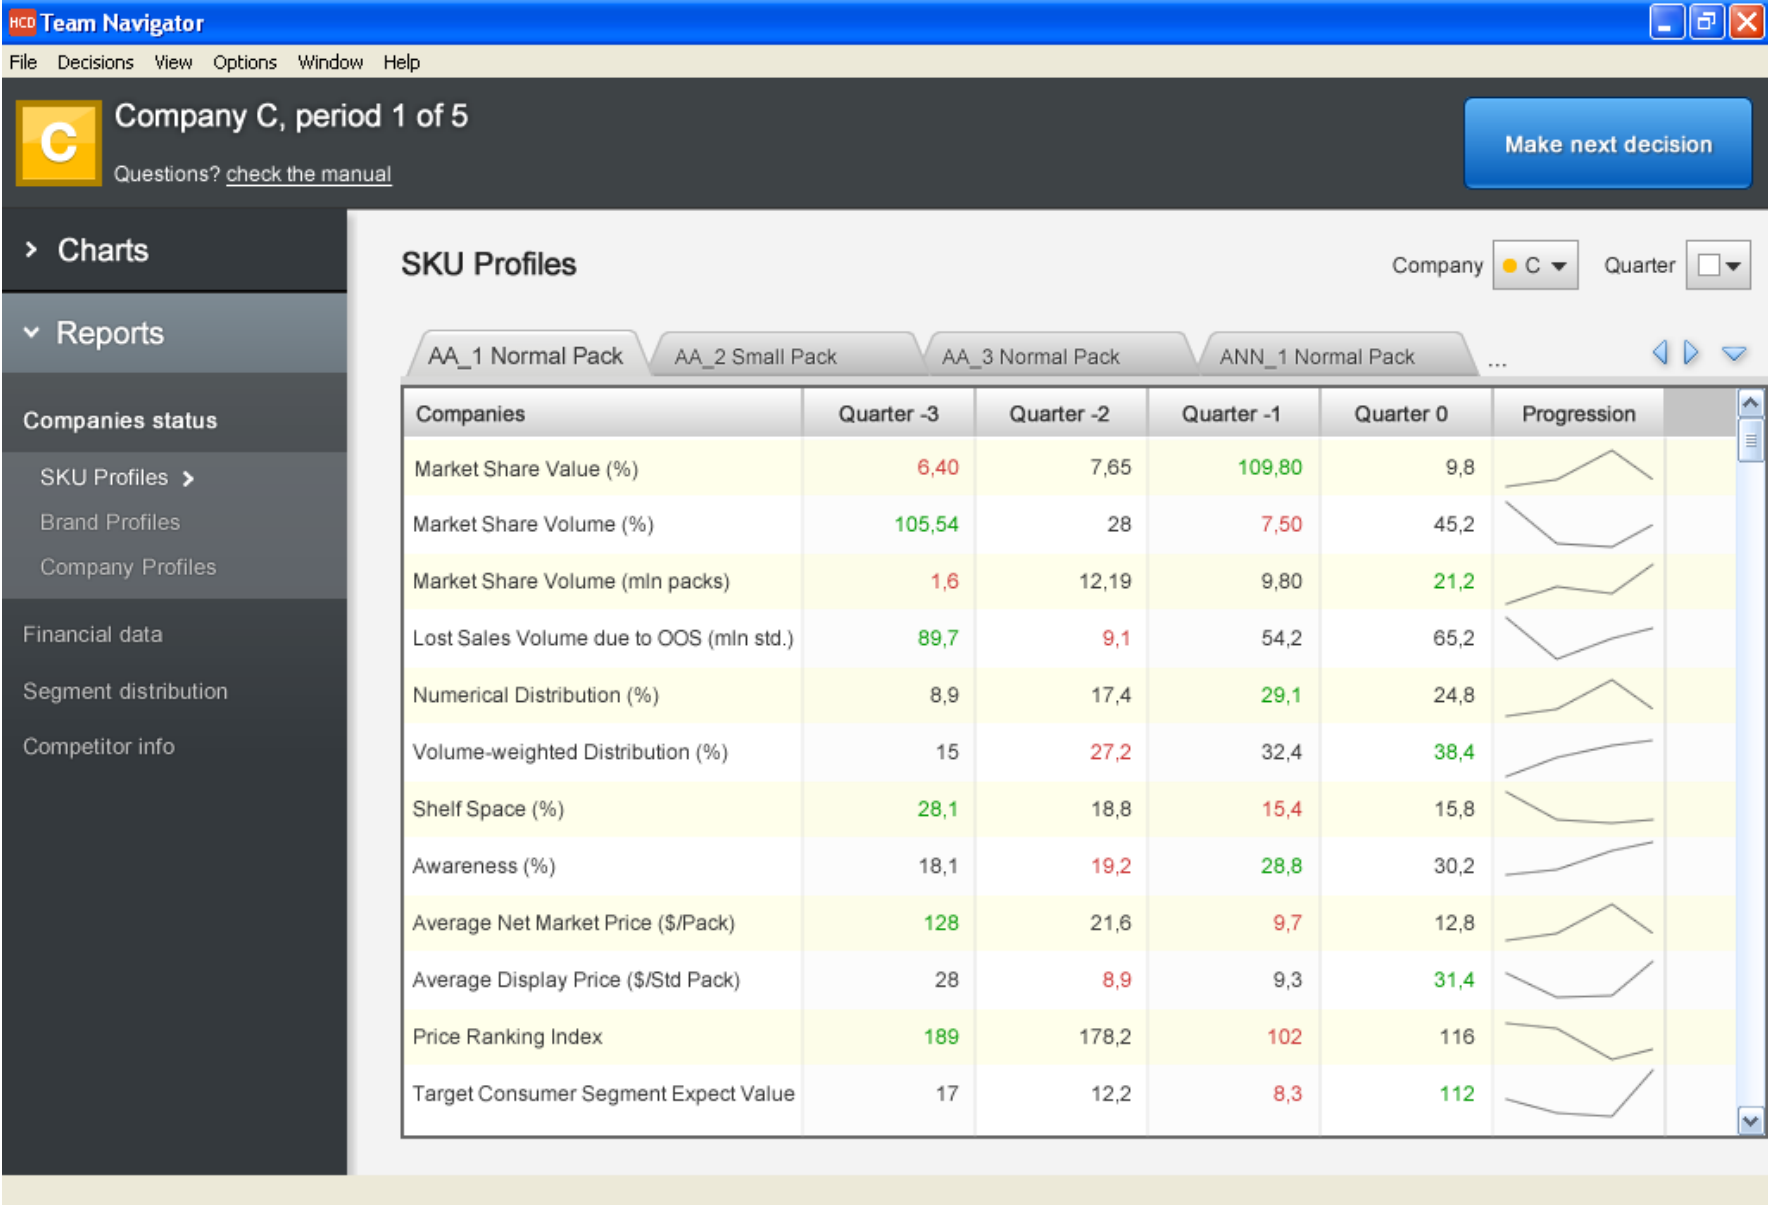 HCD Team Navigator
File Decisions View Options Window Help
C
Company C, period 1 of 5
Questions? check the manual
Make next decision
Charts
Reports
Companies status
SKU Profiles
Brand Profiles
Company Profiles
Financial data
Segment distribution
Competitor info
SKU Profiles
Company C Quarter
AA_1 Normal Pack AA_2 Small Pack AA_3 Normal Pack ANN_1 Normal Pack ...
Companies Quarter -3 Quarter -2 Quarter -1 Quarter 0 Progression
Market Share Value (%) 6,40 7,65 109,80 9,8
Market Share Volume (%) 105,54 28 7,50 45,2
Market Share Volume (mln packs) 1,6 12,19 9,80 21,2
Lost Sales Volume due to OOS (mln std.) 89,7 9,1 54,2 65,2
Numerical Distribution (%) 8,9 17,4 29,1 24,8
Volume-weighted Distribution (%) 15 27,2 32,4 38,4
Shelf Space (%) 28,1 18,8 15,4 15,8
Awareness (%) 18,1 19,2 28,8 30,2
Average Net Market Price ($/Pack) 128 21,6 9,7 12,8
Average Display Price ($/Std Pack) 28 8,9 9,3 31,4
Price Ranking Index 189 178,2 102 116
Target Consumer Segment Expect Value 17 12,2 8,3 112